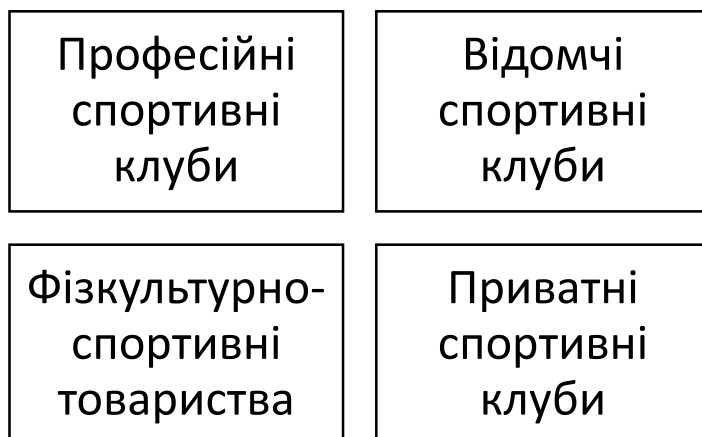 Професійні
спортивні
клуби
Відомчі
спортивні
клуби
Фізкультурно-
спортивні
товариства
Приватні
спортивні
клуби